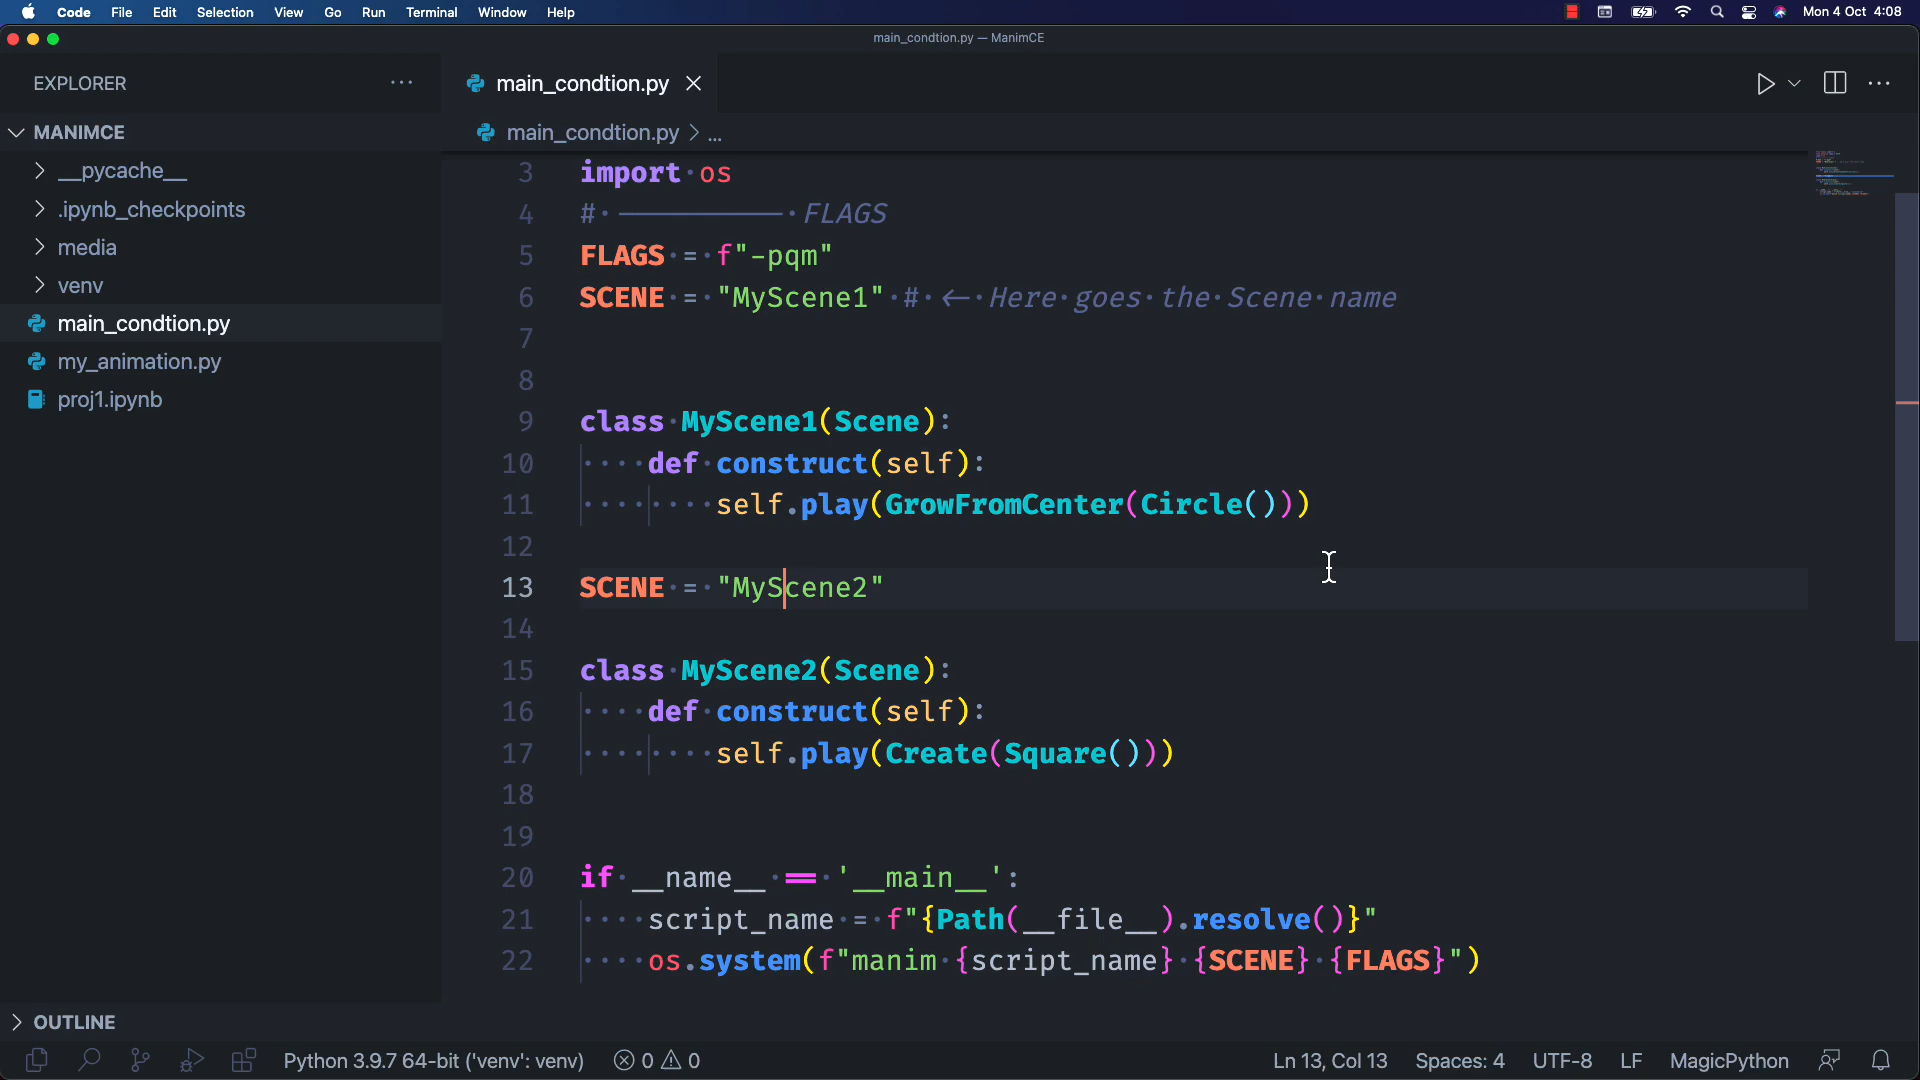 Code File Edit Selection View Go Run Terminal Window Help Mon 4 Oct 4:08
main_condtion.py — ManimCE
EXPLORER
main_condtion.py
MANIMCE
main_condtion.py > ...
__pycache__
.ipynb_checkpoints
media
venv
main_condtion.py
my_animation.py
proj1.ipynb
3 import os
4 # ────────── FLAGS
5 FLAGS = f"-pqm"
6 SCENE = "MyScene1" # <- Here goes the Scene name
7
8
9 class MyScene1(Scene):
10 def construct(self):
11 self.play(GrowFromCenter(Circle()))
12
13 SCENE = "MyScene2"
14
15 class MyScene2(Scene):
16 def construct(self):
17 self.play(Create(Square()))
18
19
20 if __name__ == '__main__':
21 script_name = f"{Path(__file__).resolve()}"
22 os.system(f"manim {script_name} {SCENE} {FLAGS}")
OUTLINE
Python 3.9.7 64-bit ('venv': venv) 0 0 Ln 13, Col 13 Spaces: 4 UTF-8 LF MagicPython